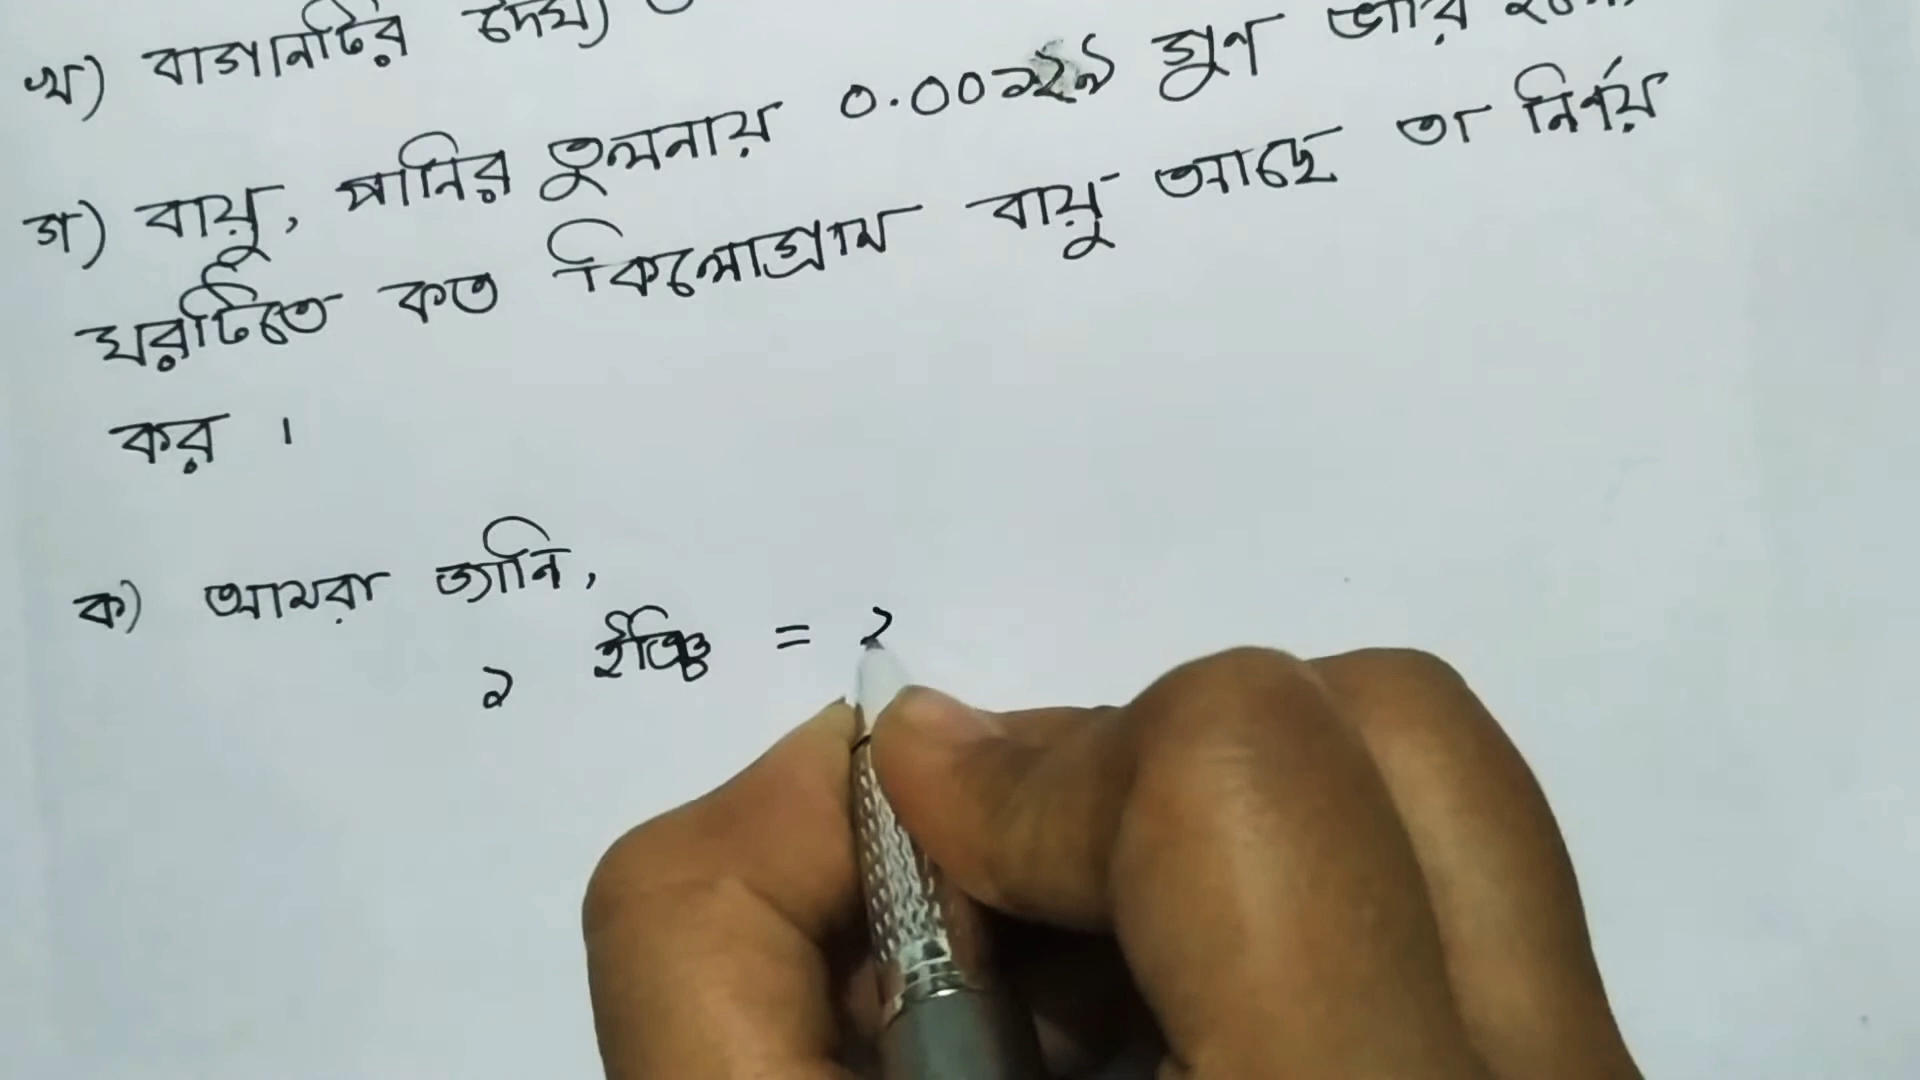 খ) বাগানটির দৈর্ঘ্য
গ) বায়ু, পানির তুলনায় ০.০০১২৯ গুণ ভারি হলে
ঘরটিতে কত কিলোগ্রাম বায়ু আছে তা নির্ণয়
কর ।
ক) আমরা জানি,
১ ইঞ্চি = ২